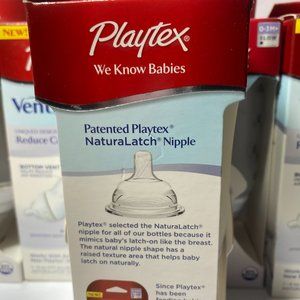 Playtex®
We Know Babies
NEW!
Vent
Reduce G
BOTTOM VENT
0-3M+
SLOW
Patented Playtex®
NaturaLatch® Nipple
Playtex® selected the NaturaLatch®
nipple for all of our bottles because it
mimics baby's latch-on like the breast.
The natural nipple shape has a
raised texture area that helps baby
latch on naturally.
Since Playtex®
has been